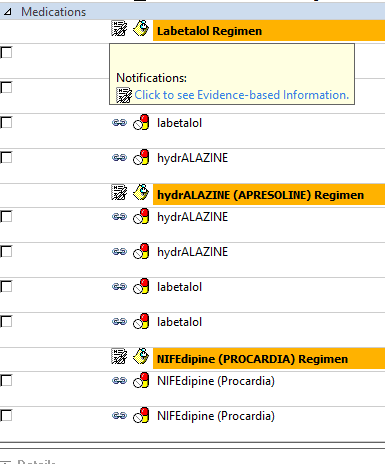 Medications
Labetalol Regimen
Notifications:
Click to see Evidence-based Information.
labetalol
hydrALAZINE
hydrALAZINE (APRESOLINE) Regimen
hydrALAZINE
hydrALAZINE
labetalol
labetalol
NIFEdipine (PROCARDIA) Regimen
NIFEdipine (Procardia)
NIFEdipine (Procardia)
Details